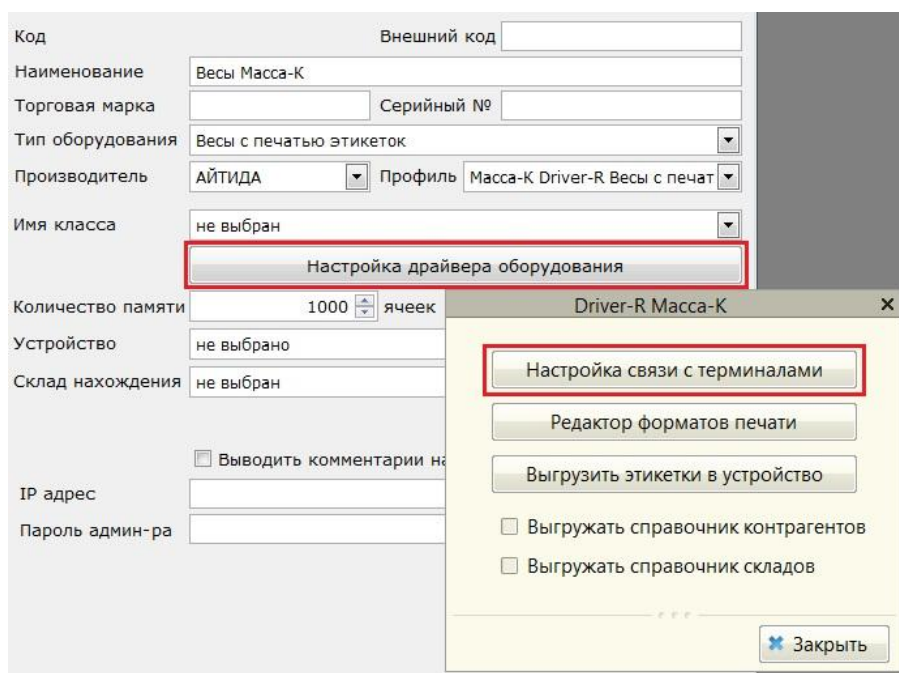 Код Внешний код
Наименование Весы Масса-К
Торговая марка Серийный №
Тип оборудования Весы с печатью этикеток
Производитель АЙТИДА Профиль Масса-К Driver-R Весы с печат
Имя класса не выбран
Настройка драйвера оборудования
Количество памяти 1000 ячеек
Устройство не выбрано
Склад нахождения не выбран
Выводить комментарии на
IP адрес
Пароль админ-ра
Driver-R Масса-К
Настройка связи с терминалами
Редактор форматов печати
Выгрузить этикетки в устройство
Выгружать справочник контрагентов
Выгружать справочник складов
Закрыть